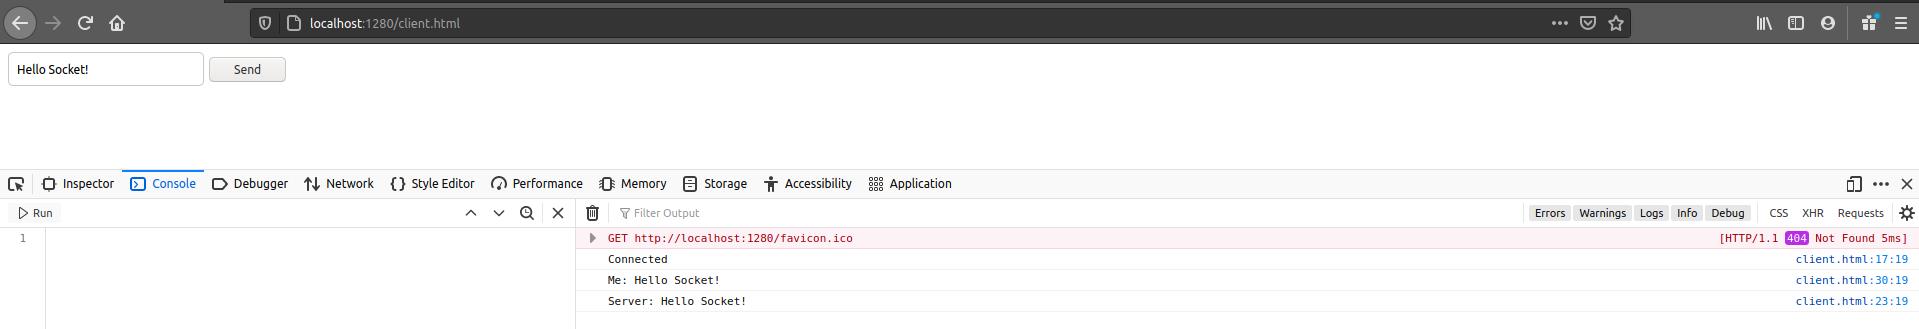 localhost:1280/client.html
Hello Socket! Send
Inspector Console Debugger Network Style Editor Performance Memory Storage Accessibility Application
Run Filter Output Errors Warnings Logs Info Debug CSS XHR Requests
1
GET http://localhost:1280/favicon.ico [HTTP/1.1 404 Not Found 5ms]
Connected client.html:17:19
Me: Hello Socket! client.html:30:19
Server: Hello Socket! client.html:23:19